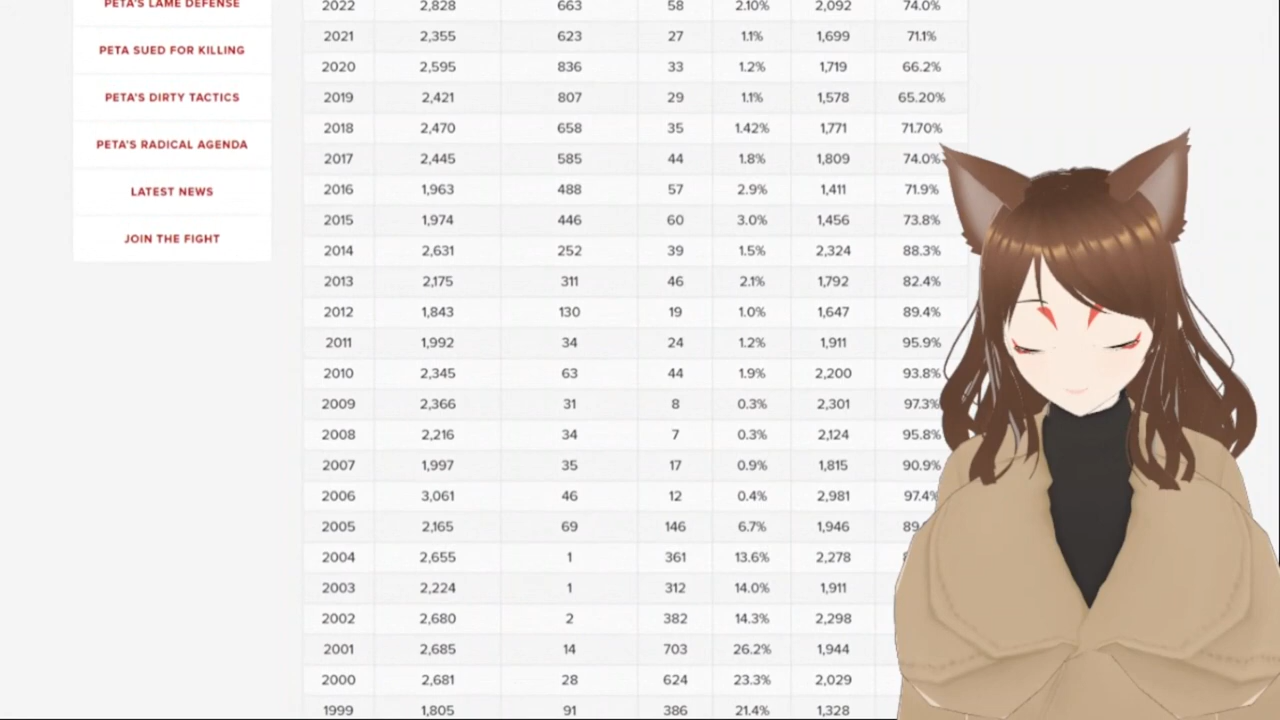 PETA'S LAME DEFENSE
PETA SUED FOR KILLING
PETA'S DIRTY TACTICS
PETA'S RADICAL AGENDA
LATEST NEWS
JOIN THE FIGHT
2022 2,828 663 58 2.10% 2,092 74.0%
2021 2,355 623 27 1.1% 1,699 71.1%
2020 2,595 836 33 1.2% 1,719 66.2%
2019 2,421 807 29 1.1% 1,578 65.20%
2018 2,470 658 35 1.42% 1,771 71.70%
2017 2,445 585 44 1.8% 1,809 74.0%
2016 1,963 488 57 2.9% 1,411 71.9%
2015 1,974 446 60 3.0% 1,456 73.8%
2014 2,631 252 39 1.5% 2,324 88.3%
2013 2,175 311 46 2.1% 1,792 82.4%
2012 1,843 130 19 1.0% 1,647 89.4%
2011 1,992 34 24 1.2% 1,911 95.9%
2010 2,345 63 44 1.9% 2,200 93.8%
2009 2,366 31 8 0.3% 2,301 97.3%
2008 2,216 34 7 0.3% 2,124 95.8%
2007 1,997 35 17 0.9% 1,815 90.9%
2006 3,061 46 12 0.4% 2,981 97.4%
2005 2,165 69 146 6.7% 1,946
2004 2,655 1 361 13.6% 2,278
2003 2,224 1 312 14.0% 1,911
2002 2,680 2 382 14.3% 2,298
2001 2,685 14 703 26.2% 1,944
2000 2,681 28 624 23.3% 2,029
1999 1,805 91 386 21.4% 1,328